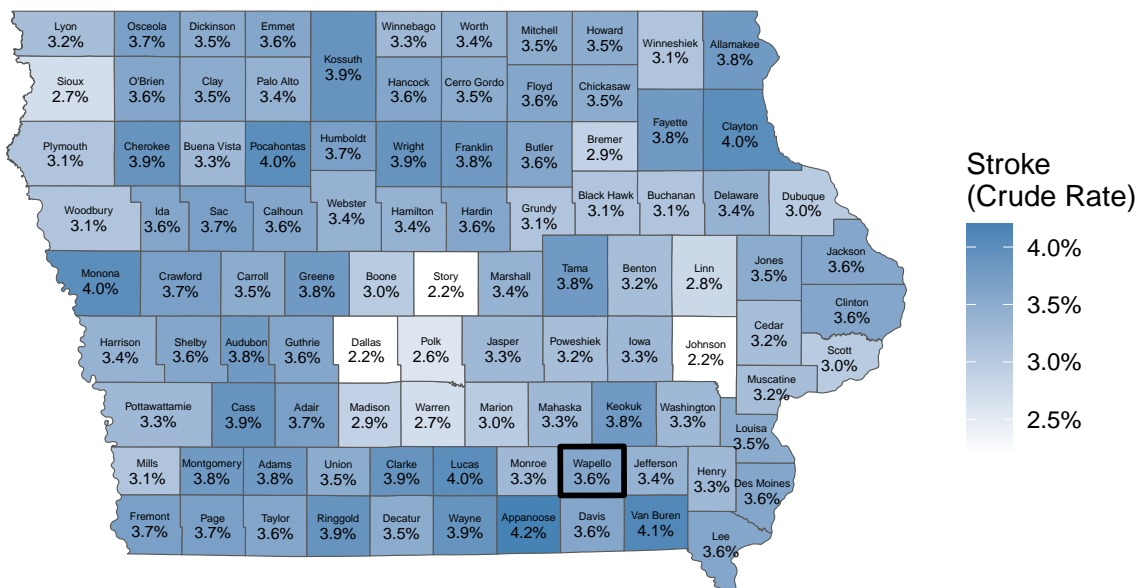 Lyon
3.2%
Osceola
3.7%
Dickinson
3.5%
Emmet
3.6%
Kossuth
3.9%
Winnebago
3.3%
Worth
3.4%
Mitchell
3.5%
Howard
3.5%
Winneshiek
3.1%
Allamakee
3.8%
Sioux
2.7%
O'Brien
3.6%
Clay
3.5%
Palo Alto
3.4%
Hancock
3.6%
Cerro Gordo
3.5%
Floyd
3.6%
Chickasaw
3.5%
Plymouth
3.1%
Cherokee
3.9%
Buena Vista
3.3%
Pocahontas
4.0%
Humboldt
3.7%
Wright
3.9%
Franklin
3.8%
Butler
3.6%
Bremer
2.9%
Fayette
3.8%
Clayton
4.0%
Woodbury
3.1%
Ida
3.6%
Sac
3.7%
Calhoun
3.6%
Webster
3.4%
Hamilton
3.4%
Hardin
3.6%
Grundy
3.1%
Black Hawk
3.1%
Buchanan
3.1%
Delaware
3.4%
Dubuque
3.0%
Monona
4.0%
Crawford
3.7%
Carroll
3.5%
Greene
3.8%
Boone
3.0%
Story
2.2%
Marshall
3.4%
Tama
3.8%
Benton
3.2%
Linn
2.8%
Jones
3.5%
Jackson
3.6%
Clinton
3.6%
Harrison
3.4%
Shelby
3.6%
Audubon
3.8%
Guthrie
3.6%
Dallas
2.2%
Polk
2.6%
Jasper
3.3%
Poweshiek
3.2%
Iowa
3.3%
Johnson
2.2%
Cedar
3.2%
Scott
3.0%
Muscatine
3.2%
Pottawattamie
3.3%
Cass
3.9%
Adair
3.7%
Madison
2.9%
Warren
2.7%
Marion
3.0%
Mahaska
3.3%
Keokuk
3.8%
Washington
3.3%
Louisa
3.5%
Mills
3.1%
Montgomery
3.8%
Adams
3.8%
Union
3.5%
Clarke
3.9%
Lucas
4.0%
Monroe
3.3%
Wapello
3.6%
Jefferson
3.4%
Henry
3.3%
Des Moines
3.6%
Fremont
3.7%
Page
3.7%
Taylor
3.6%
Ringgold
3.9%
Decatur
3.5%
Wayne
3.9%
Appanoose
4.2%
Davis
3.6%
Van Buren
4.1%
Lee
3.6%
Stroke
(Crude Rate)
4.0%
3.5%
3.0%
2.5%